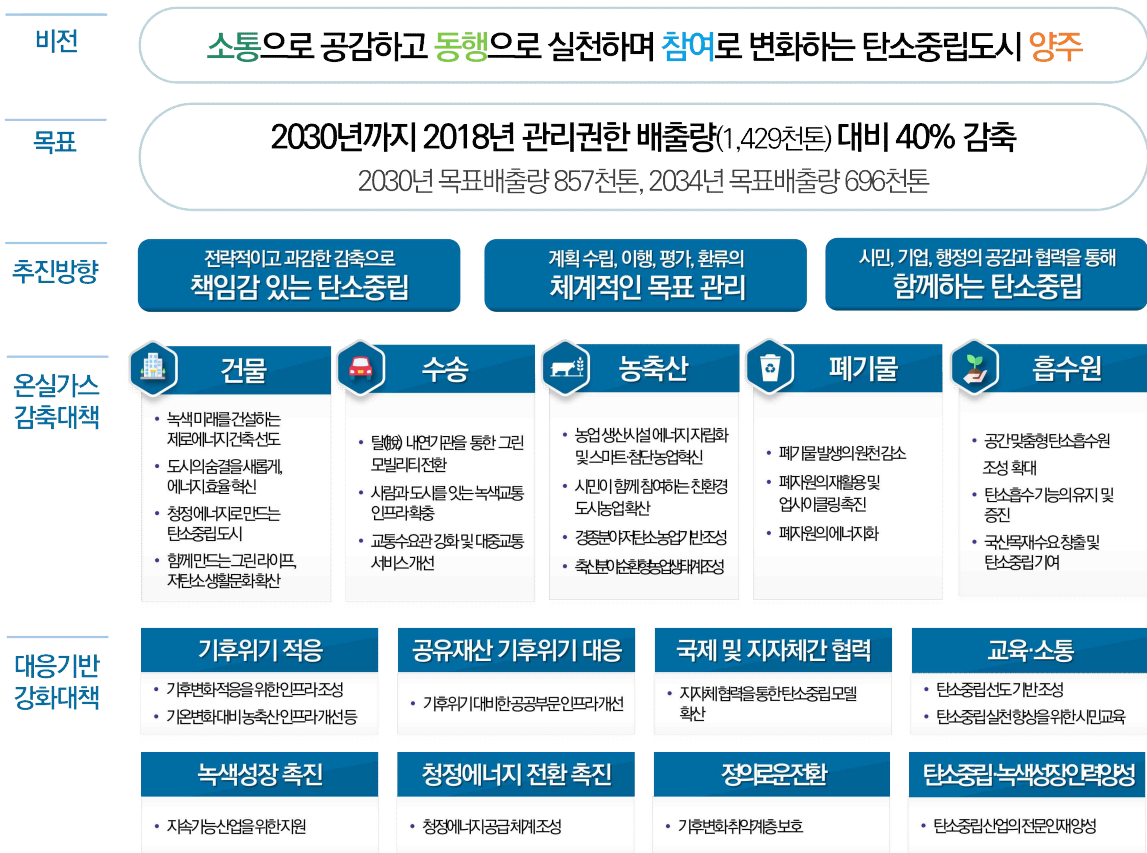 비전
소통으로 공감하고 동행으로 실천하며 참여로 변화하는 탄소중립도시 양주
목표
2030년까지 2018년 관리권한 배출량(1,429천톤) 대비 40% 감축
2030년 목표배출량 857천톤, 2034년 목표배출량 696천톤
추진방향
전략적이고 과감한 감축으로
책임감 있는 탄소중립
계획 수립, 이행, 평가, 환류의
체계적인 목표 관리
시민, 기업, 행정의 공감과 협력을 통해
함께하는 탄소중립
온실가스
감축대책
건물
• 녹색 미래를 건설하는
제로에너지 건축 선도
• 도시의 숨결을 새롭게,
에너지 효율 혁신
• 청정 에너지로 만드는
탄소중립 도시
• 함께 만드는 그린 라이프,
저탄소 생활문화 확산
수송
• 탈(脫) 내연기관을 통한 그린
모빌리티 전환
• 사람과 도시를 잇는 녹색교통
인프라 확충
• 교통수요관 강화 및 대중교통
서비스 개선
농축산
• 농업 생산시설 에너지 자립화
및 스마트·첨단 농업혁신
• 시민이 함께 참여하는 친환경
도시농업 확산
• 경종분야 저탄소 농업 기반 조성
• 축산분야 순환형 농업 생태계 조성
폐기물
• 폐기물 발생의 원천 감소
• 폐자원의 재활용 및
업사이클링 촉진
• 폐자원의 에너지화
흡수원
• 공간 맞춤형 탄소흡수원
조성 확대
• 탄소흡수 기능의 유지 및
증진
• 국산목재 수요 창출 및
탄소중립 기여
대응기반
강화대책
기후위기 적응
• 기후변화 적응을 위한 인프라 조성
• 기온변화 대비 농축산 인프라 개선 등
공유재산 기후위기 대응
• 기후위기 대비한 공공부문 인프라 개선
국제 및 지자체간 협력
• 지자체 협력을 통한 탄소중립 모델
확산
교육·소통
• 탄소중립 선도 기반 조성
• 탄소중립 실천 향상을 위한 시민교육
녹색성장 촉진
• 지속가능 산업을 위한 지원
청정에너지 전환 촉진
• 청정에너지 공급 체계 조성
정의로운전환
• 기후변화 취약계층 보호
탄소중립·녹색성장 인력양성
• 탄소중립 산업의 전문인재 양성